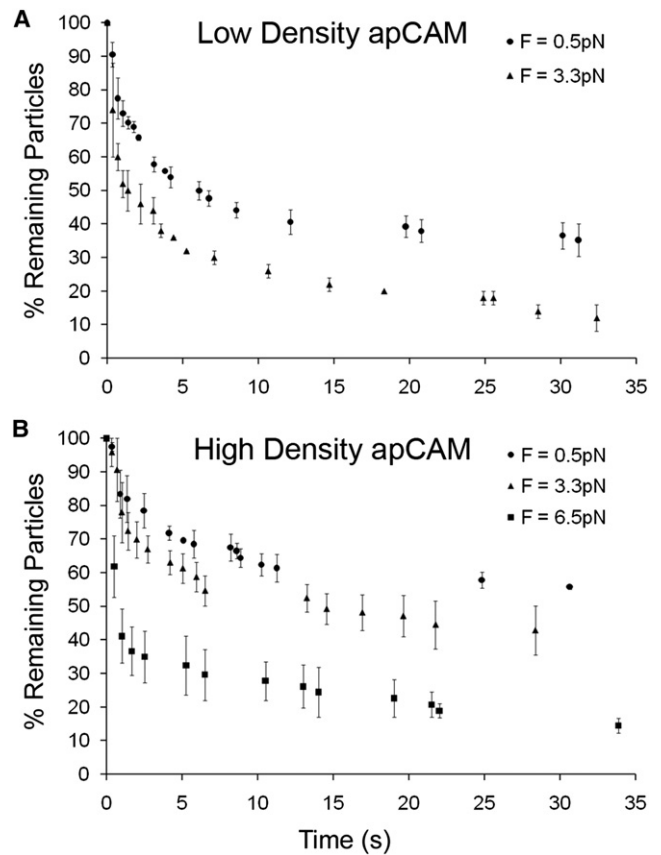 A
Low Density apCAM
F = 0.5pN
F = 3.3pN
% Remaining Particles
100
90
80
70
60
50
40
30
20
10
0
0 5 10 15 20 25 30 35
B
High Density apCAM
F = 0.5pN
F = 3.3pN
F = 6.5pN
% Remaining Particles
100
90
80
70
60
50
40
30
20
10
0
0 5 10 15 20 25 30 35
Time (s)